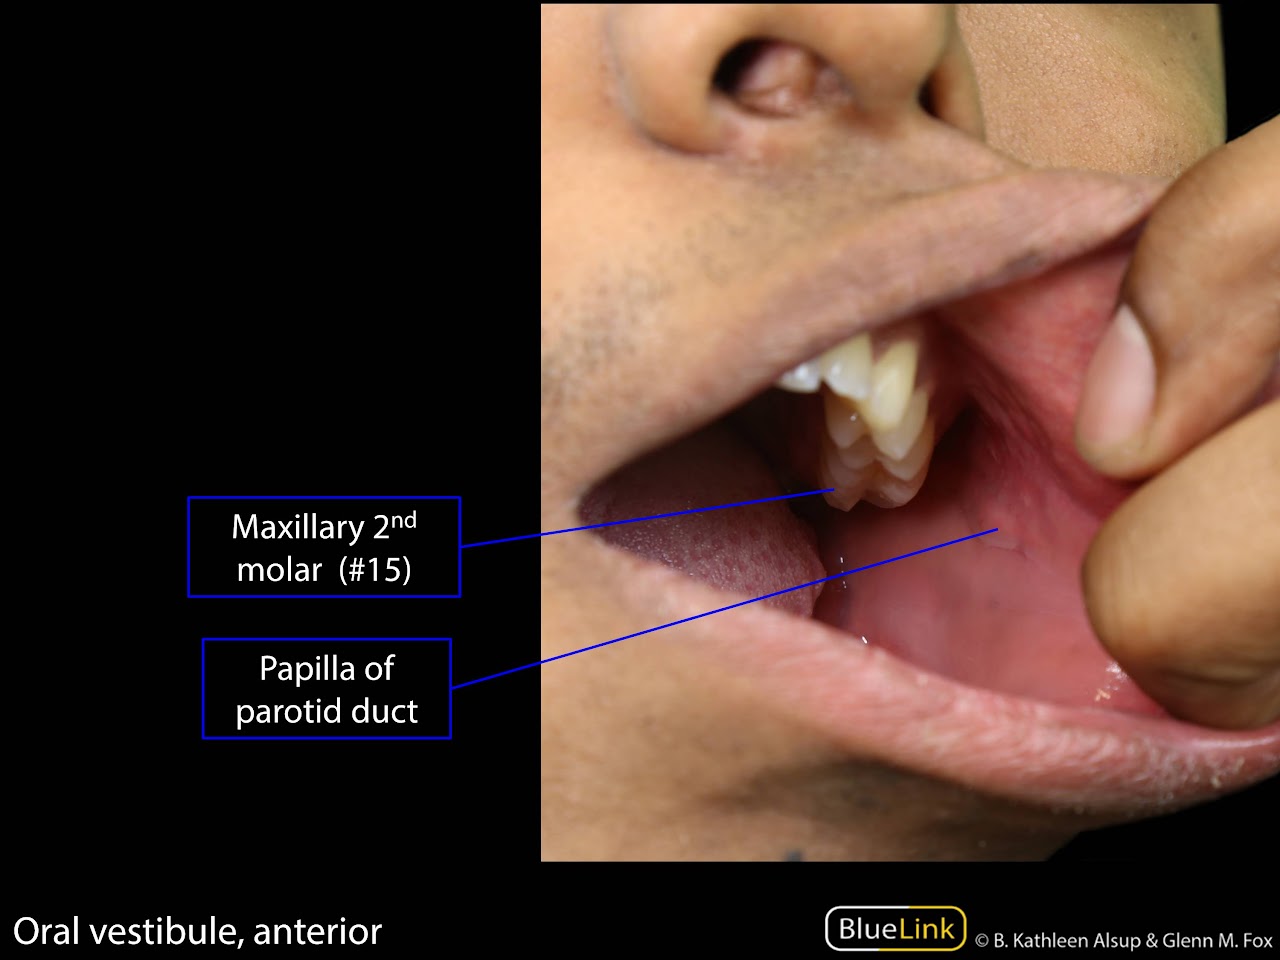 Maxillary 2nd
molar (#15)
Papilla of
parotid duct
Oral vestibule, anterior
BlueLink
© B. Kathleen Alsup & Glenn M. Fox